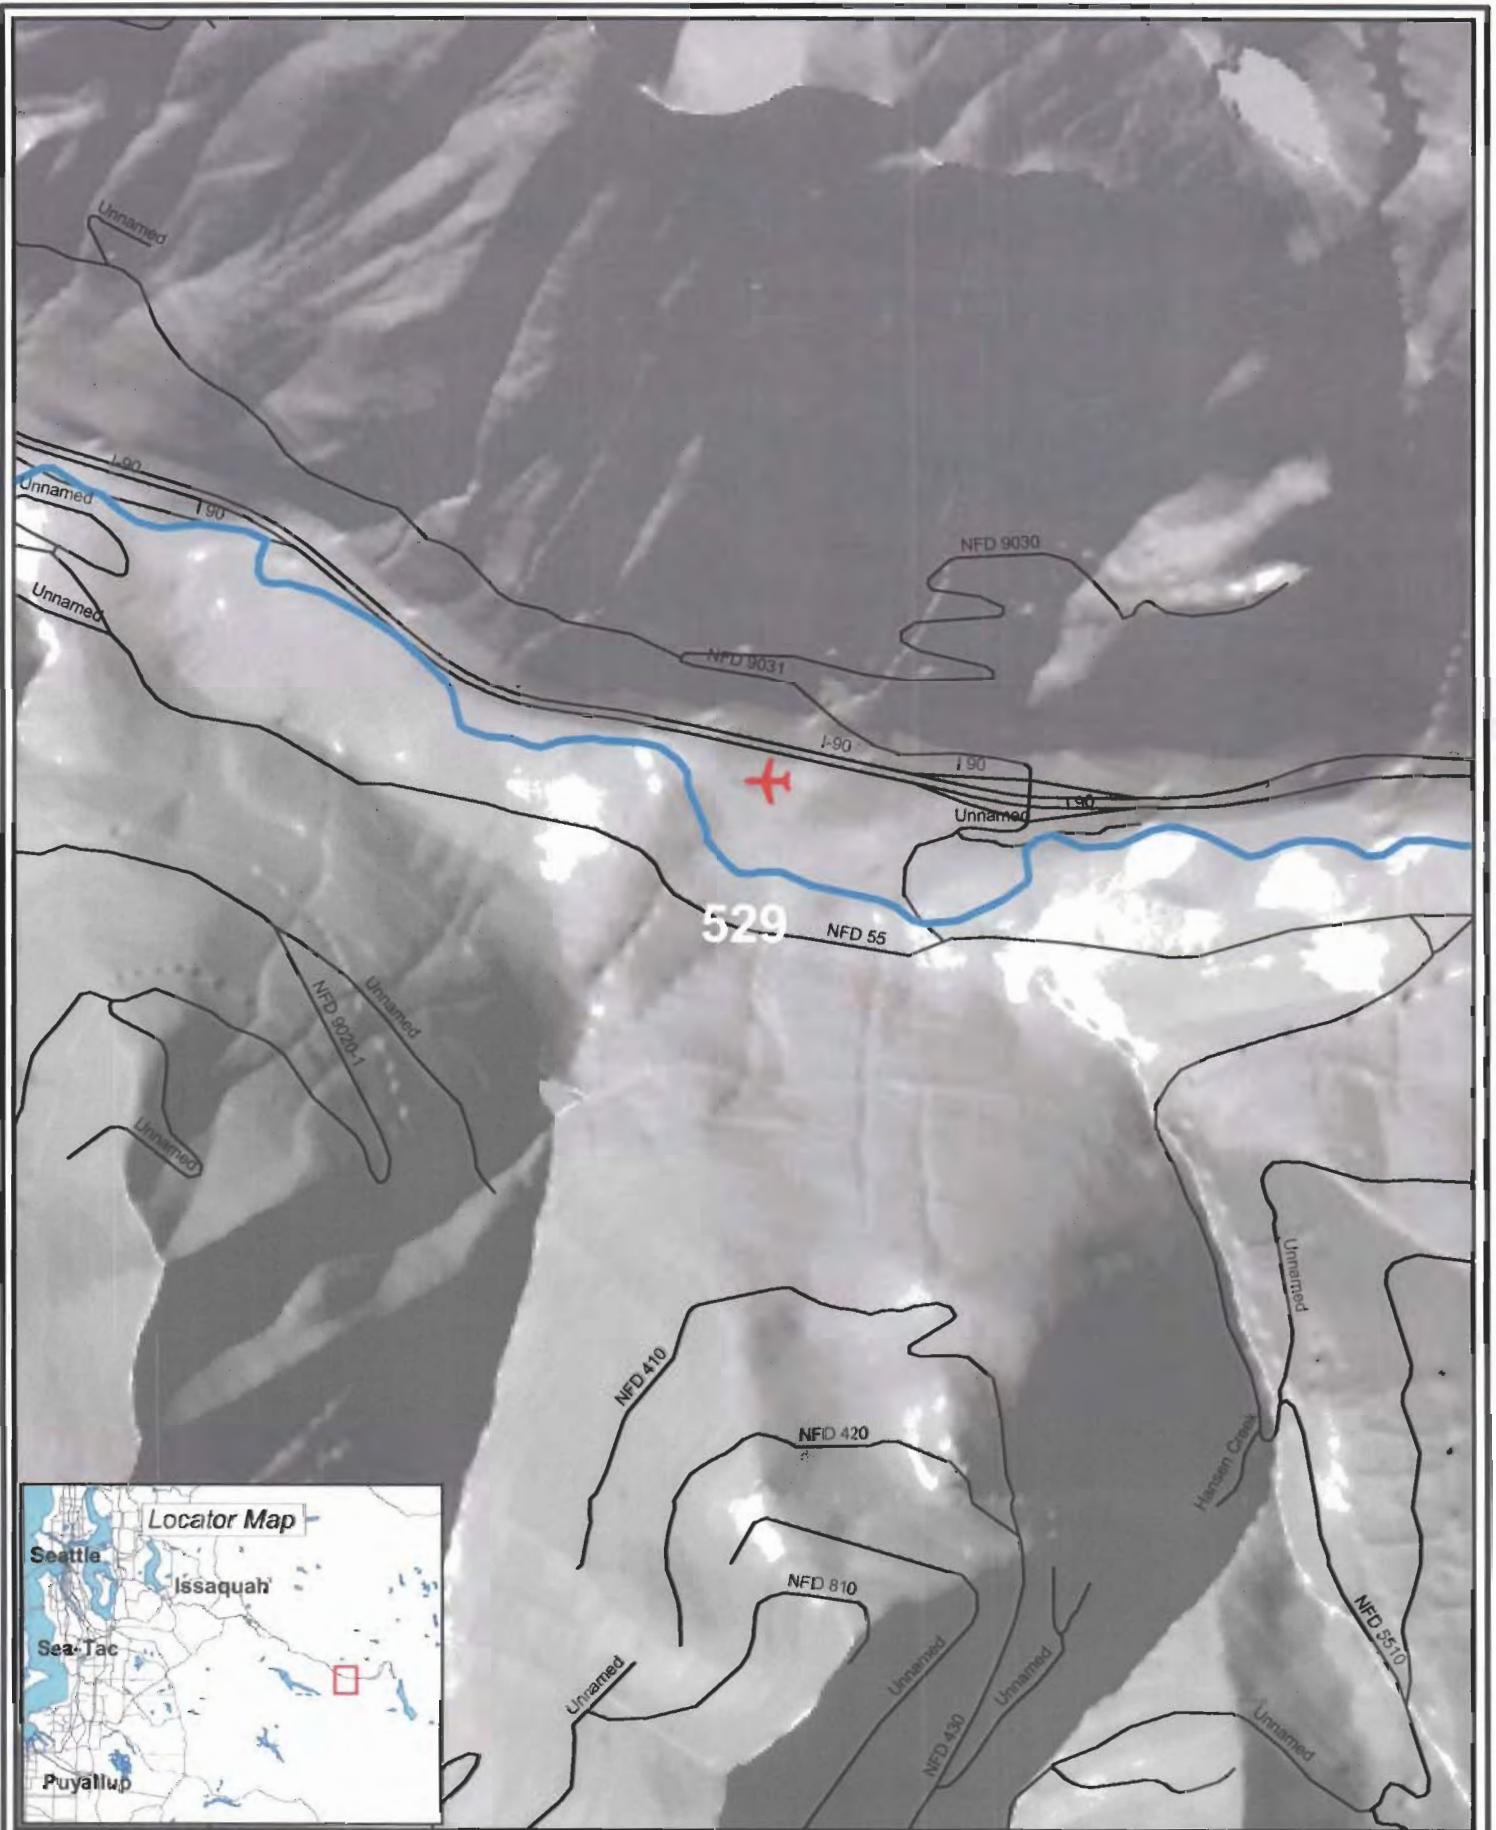 Unnamed
I-90
Unnamed
I 90
NFD 9030
Unnamed
NFD 9031
I-90
I 90
I 90
Unnamed
529
NFD 55
NFD 9020-1
Unnamed
Unnamed
Unnamed
NFD 410
NFD 420
Hansen Creek
Locator Map
Seattle
Issaquah
NFD 810
NFD 5510
Sea-Tac
Unnamed
Unnamed
Unnamed
NFD 430
Unnamed
Puyallup